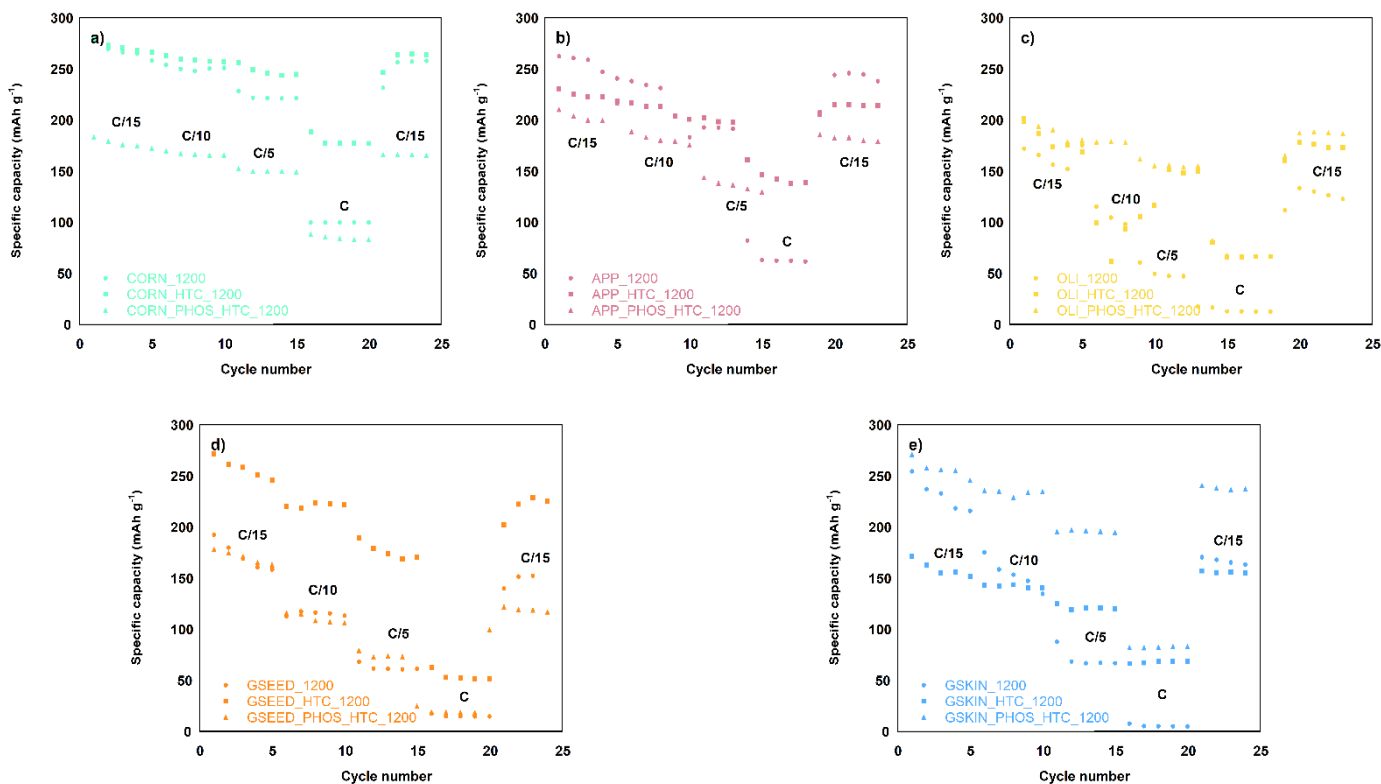 a)
300
250
200
150
100
50
0
Specific capacity (mAh g⁻¹)
C/15
C/10
C/5
C
C/15
CORN_1200
CORN_HTC_1200
CORN_PHOS_HTC_1200
0 5 10 15 20 25
Cycle number
b)
300
250
200
150
100
50
0
Specific capacity (mAh g⁻¹)
C/15
C/10
C/5
C
C/15
APP_1200
APP_HTC_1200
APP_PHOS_HTC_1200
0 5 10 15 20 25
Cycle number
c)
300
250
200
150
100
50
0
Specific capacity (mAh g⁻¹)
C/15
C/10
C/5
C
C/15
OLI_1200
OLI_HTC_1200
OLI_PHOS_HTC_1200
0 5 10 15 20 25
Cycle number
d)
300
250
200
150
100
50
0
Specific capacity (mAh g⁻¹)
C/15
C/10
C/5
C
C/15
GSEED_1200
GSEED_HTC_1200
GSEED_PHOS_HTC_1200
0 5 10 15 20 25
Cycle number
e)
300
250
200
150
100
50
0
Specific capacity (mAh g⁻¹)
C/15
C/10
C/5
C
C/15
GSKIN_1200
GSKIN_HTC_1200
GSKIN_PHOS_HTC_1200
0 5 10 15 20 25
Cycle number